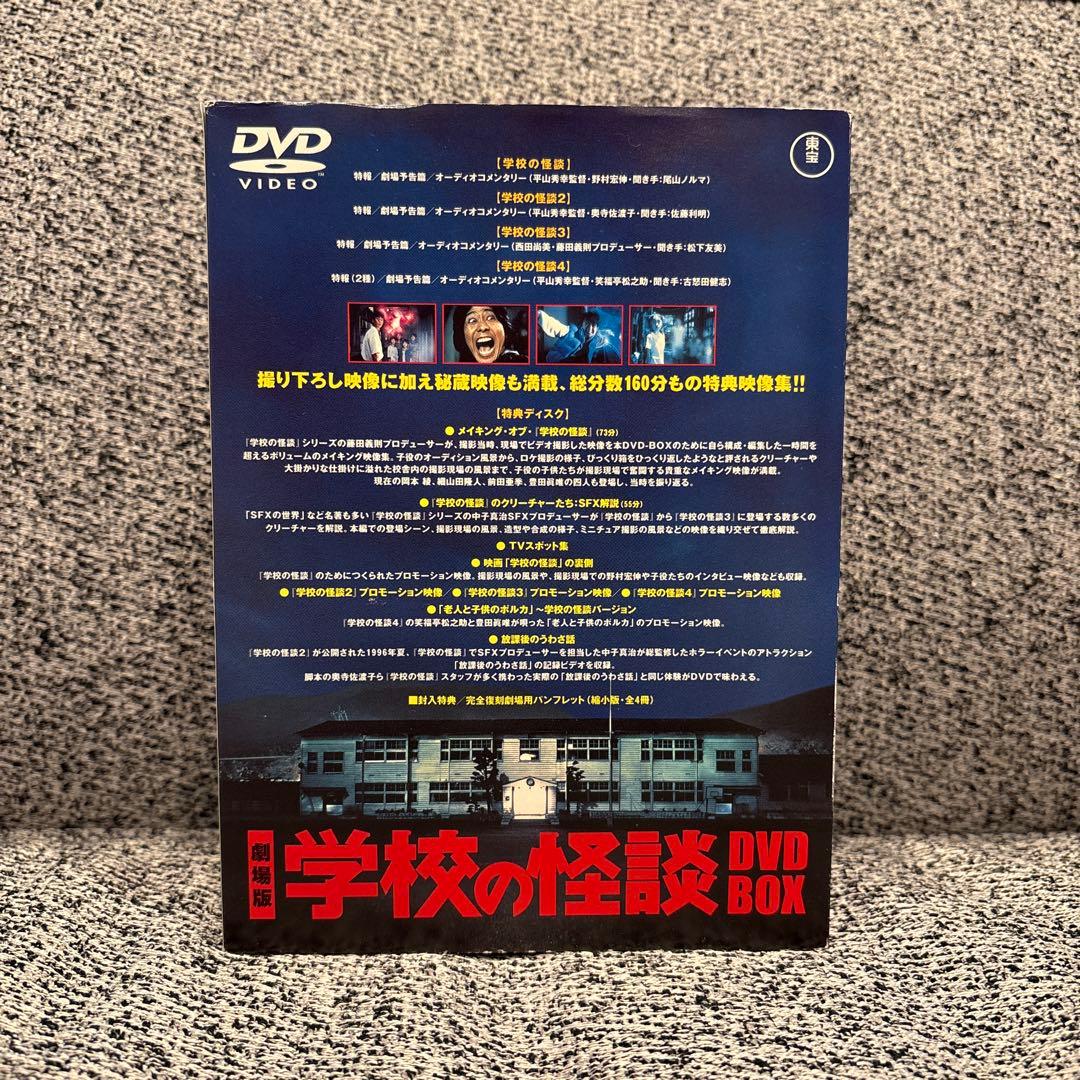 DVD
VIDEO
TM
東宝
【学校の怪談】
特報/劇場予告篇/オーディオコメンタリー(平山秀幸監督・野村宏伸・聞き手:尾山ノルマ)
【学校の怪談2】
特報/劇場予告篇/オーディオコメンタリー(平山秀幸監督・奥寺佐渡子・聞き手:佐藤利明)
【学校の怪談3】
特報/劇場予告篇/オーディオコメンタリー(西田尚美・藤田義則プロデューサー・聞き手:松下友美)
【学校の怪談4】
特報(2種)/劇場予告篇/オーディオコメンタリー(平山秀幸監督・笑福亭松之助・聞き手:古怒田健志)
撮り下ろし映像に加え秘蔵映像も満載、総分数160分もの特典映像集!!
【特典ディスク】
●メイキング・オブ・『学校の怪談』(73分)
『学校の怪談』シリーズの藤田義則プロデューサーが、撮影当時、現場でビデオ撮影した映像を本DVD-BOXのために自ら構成・編集した一時間を
超えるボリュームのメイキング映像集。子役のオーディション風景から、ロケ撮影の様子、びっくり箱をひっくり返したようなと評されるクリーチャーや
大掛かりな仕掛けに溢れた校舎内の撮影現場の風景まで、子役の子供たちが撮影現場で奮闘する貴重なメイキング映像が満載。
現在の岡本 綾、細山田隆人、前田亜季、豊田眞唯の四人も登場し、当時を振り返る。
●『学校の怪談』のクリーチャーたち:SFX解説(55分)
「SFXの世界」など名著も多い『学校の怪談』シリーズの中子真治SFXプロデューサーが『学校の怪談』から『学校の怪談3』に登場する数多くの
クリーチャーを解説。本編での登場シーン、撮影現場の風景、造型や合成の様子、ミニチュア撮影の風景などの映像を織り交ぜて徹底解説。
●TVスポット集
●映画「学校の怪談」の裏側
『学校の怪談』のためにつくられたプロモーション映像。撮影現場の風景や、撮影現場での野村宏伸や子役たちのインタビュー映像なども収録。
●『学校の怪談2』プロモーション映像/●『学校の怪談3』プロモーション映像/●『学校の怪談4』プロモーション映像
●「老人と子供のポルカ」~学校の怪談バージョン
『学校の怪談4』の笑福亭松之助と豊田眞唯が唄った「老人と子供のポルカ」のプロモーション映像。
●放課後のうわさ話
『学校の怪談2』が公開された1996年夏、『学校の怪談』でSFXプロデューサーを担当した中子真治が総監修したホラーイベントのアトラクション
「放課後のうわさ話」の記録ビデオを収録。
脚本の奥寺佐渡子ら『学校の怪談』スタッフが多く携わった実際の「放課後のうわさ話」と同じ体験がDVDで味わえる。
■封入特典/完全復刻劇場用パンフレット(縮小版・全4冊)
劇場版
学校の怪談
DVD
BOX